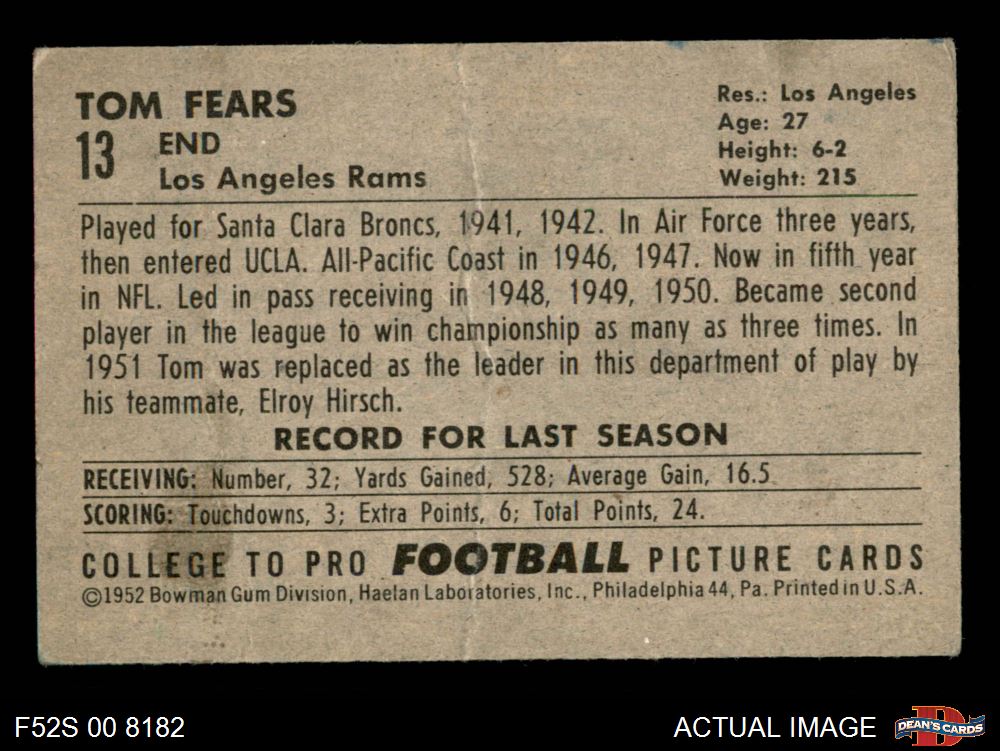 TOM FEARS
13 END
Los Angeles Rams
Res.: Los Angeles
Age: 27
Height: 6-2
Weight: 215
Played for Santa Clara Broncs, 1941, 1942. In Air Force three years,
then entered UCLA. All-Pacific Coast in 1946, 1947. Now in fifth year
in NFL. Led in pass receiving in 1948, 1949, 1950. Became second
player in the league to win championship as many as three times. In
1951 Tom was replaced as the leader in this department of play by
his teammate, Elroy Hirsch.
RECORD FOR LAST SEASON
RECEIVING: Number, 32; Yards Gained, 528; Average Gain, 16.5
SCORING: Touchdowns, 3; Extra Points, 6; Total Points, 24.
COLLEGE TO PRO FOOTBALL PICTURE CARDS
©1952 Bowman Gum Division, Haelan Laboratories, Inc., Philadelphia 44, Pa. Printed in U.S.A.
F52S 00 8182
ACTUAL IMAGE
D
DEAN'S CARDS